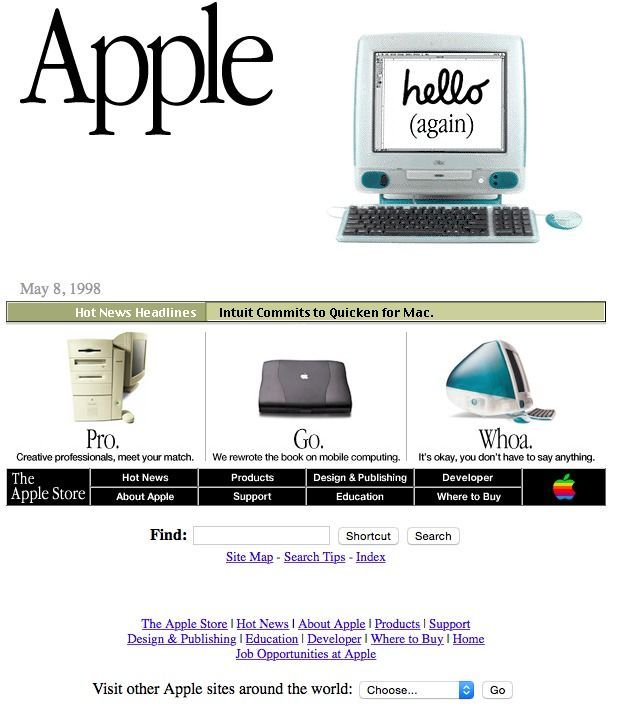 Apple
hello
(again)
May 8, 1998
Hot News Headlines Intuit Commits to Quicken for Mac.
Pro. Go. Whoa.
Creative professionals, meet your match. We rewrote the book on mobile computing. It's okay, you don't have to say anything.
The Apple Store
Hot News Products Design & Publishing Developer
About Apple Support Education Where to Buy
Find: Shortcut Search
Site Map - Search Tips - Index
The Apple Store | Hot News | About Apple | Products | Support
Design & Publishing | Education | Developer | Where to Buy | Home
Job Opportunities at Apple
Visit other Apple sites around the world: Choose... Go